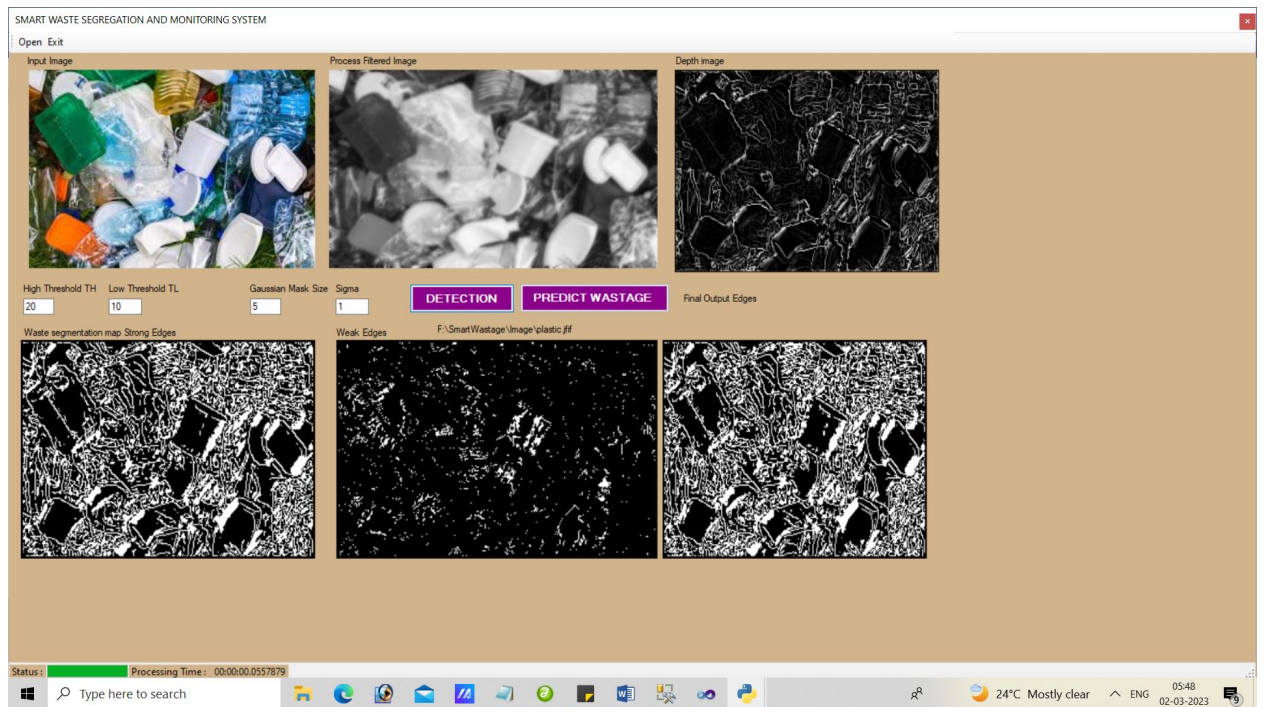 SMART WASTE SEGREGATION AND MONITORING SYSTEM
Open Exit
Input Image
Process Filtered Image
Depth image
High Threshold TH
Low Threshold TL
Gaussian Mask Size
Sigma
20
10
5
1
DETECTION
PREDICT WASTAGE
Final Output Edges
Waste segmentation map Strong Edges
Weak Edges
F:\SmartWastage\Image\plastic.jfif
Status :
Processing Time : 00:00:00.0557879
Type here to search
24°C Mostly clear
ENG
05:48
02-03-2023
9